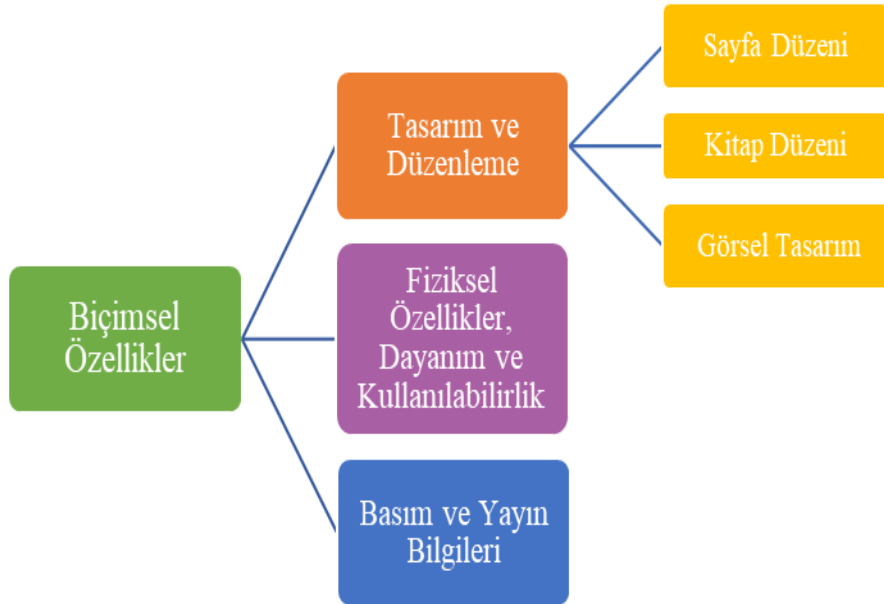 Biçimsel
Özellikler
Tasarım ve
Düzenleme
Sayfa Düzeni
Kitap Düzeni
Görsel Tasarım
Fiziksel
Özellikler,
Dayanım ve
Kullanılabilirlik
Basım ve Yayın
Bilgileri